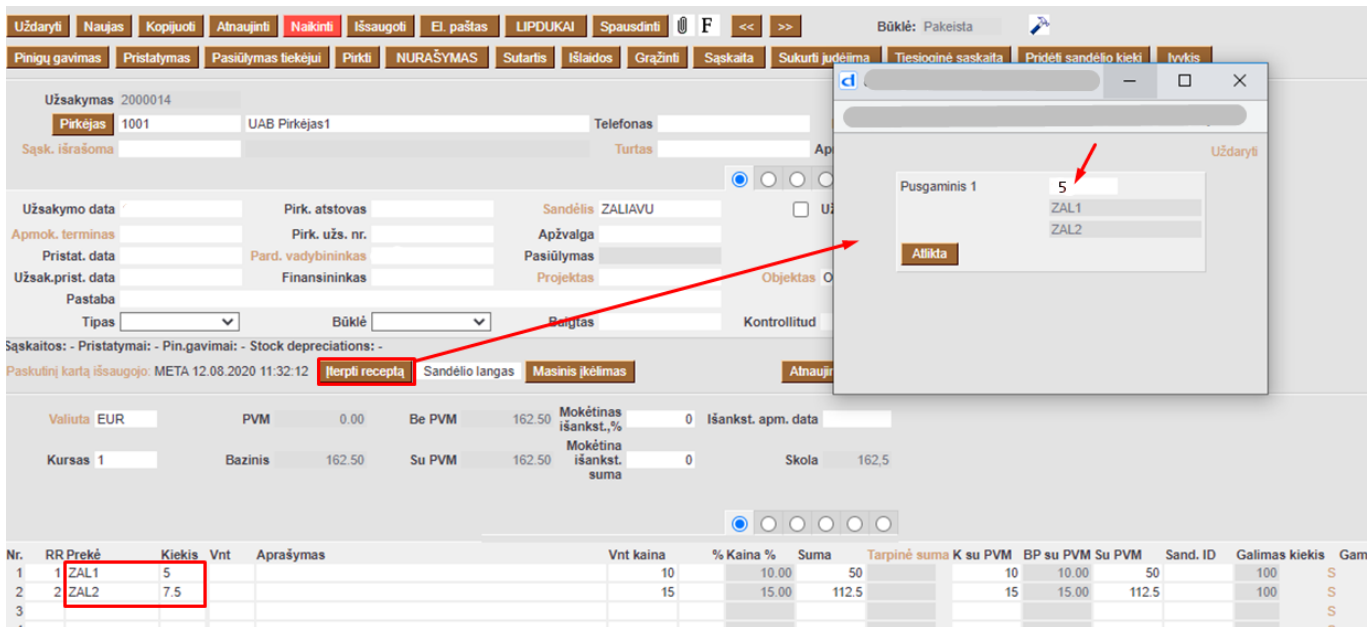 Uždaryti Naujas Kopijuoti Atnaujinti Naikinti Išsaugoti El. paštas LIPDUKAI Spausdinti F << >> Būklė: Pakeista
Pinigų gavimas Pristatymas Pasiūlymas tiekėjui Pirkti NURAŠYMAS Sutartis Išlaidos Grąžinti Sąskaita Sukurti judėjimą Tiesioginė sąskaita Pridėti sandėlio kiekį Įvykis
Užsakymas 2000014
Pirkėjas 1001 UAB Pirkėjas1 Telefonas
Sąsk. išrašoma Turtas
Uždaryti
Pusgaminis 1 5
ZAL1
ZAL2
Atlikta
Užsakymo data Pirk. atstovas Sandėlis ZALIAVU
Apmok. terminas Pirk. užs. nr. Apžvalga
Pristat. data Pard. vadybininkas Pasiūlymas
Užsak.prist. data Finansininkas Projektas Objektas
Pastaba
Tipas Būklė Baigtas Kontrollitud
Sąskaitos: - Pristatymai: - Pin.gavimai: - Stock depreciations: -
Paskutinį kartą išsaugojo: META 12.08.2020 11:32:12 Įterpti receptą Sandėlio langas Masinis įkėlimas
Valiuta EUR PVM 0.00 Be PVM 162.50 Mokėtinas išankst.,% 0 Išankst. apm. data
Kursas 1 Bazinis 162.50 Su PVM 162.50 Mokėtina išankst. suma 0 Skola 162,5
Nr. RR Prekė Kiekis Vnt Aprašymas Vnt kaina % Kaina % Suma Tarpinė suma K su PVM BP su PVM Su PVM Sand. ID Galimas kiekis Gam
1 1 ZAL1 5 10 10.00 50 10 10.00 50 100 S
2 2 ZAL2 7.5 15 15.00 112.5 15 15.00 112.5 100 S
3 S